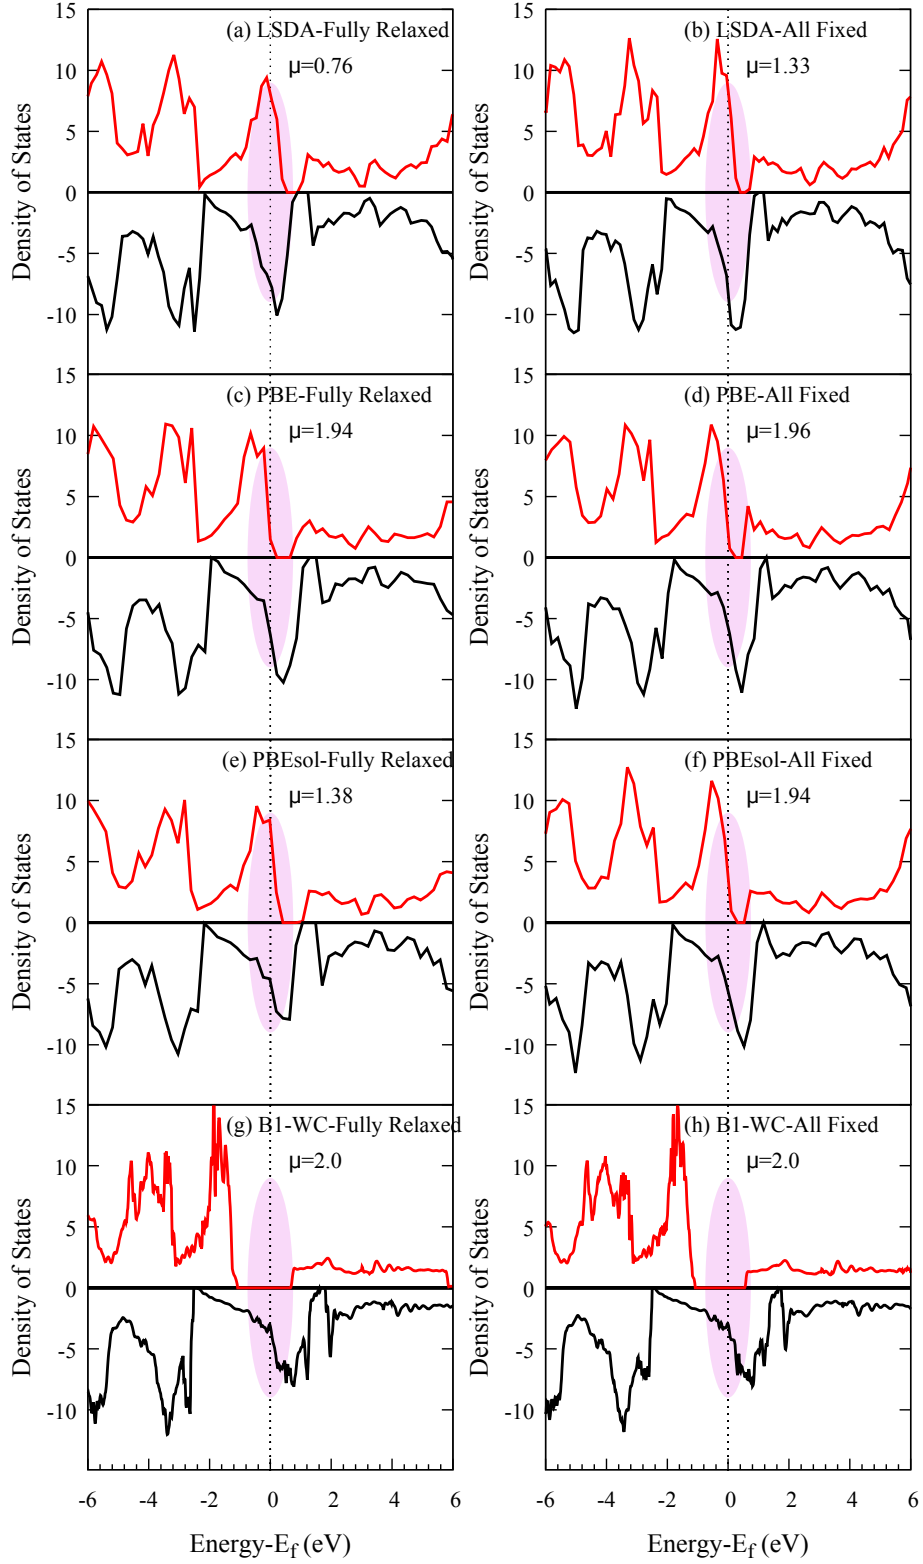 (a) LSDA-Fully Relaxed
μ=0.76
15
10
5
0
-5
-10
Density of States
(b) LSDA-All Fixed
μ=1.33
15
10
5
0
-5
-10
Density of States
(c) PBE-Fully Relaxed
μ=1.94
15
10
5
0
-5
-10
Density of States
(d) PBE-All Fixed
μ=1.96
15
10
5
0
-5
-10
Density of States
(e) PBEsol-Fully Relaxed
μ=1.38
15
10
5
0
-5
-10
Density of States
(f) PBEsol-All Fixed
μ=1.94
15
10
5
0
-5
-10
Density of States
(g) B1-WC-Fully Relaxed
μ=2.0
15
10
5
0
-5
-10
Density of States
-6 -4 -2 0 2 4 6
Energy-Ef (eV)
(h) B1-WC-All Fixed
μ=2.0
15
10
5
0
-5
-10
Density of States
-6 -4 -2 0 2 4 6
Energy-Ef (eV)